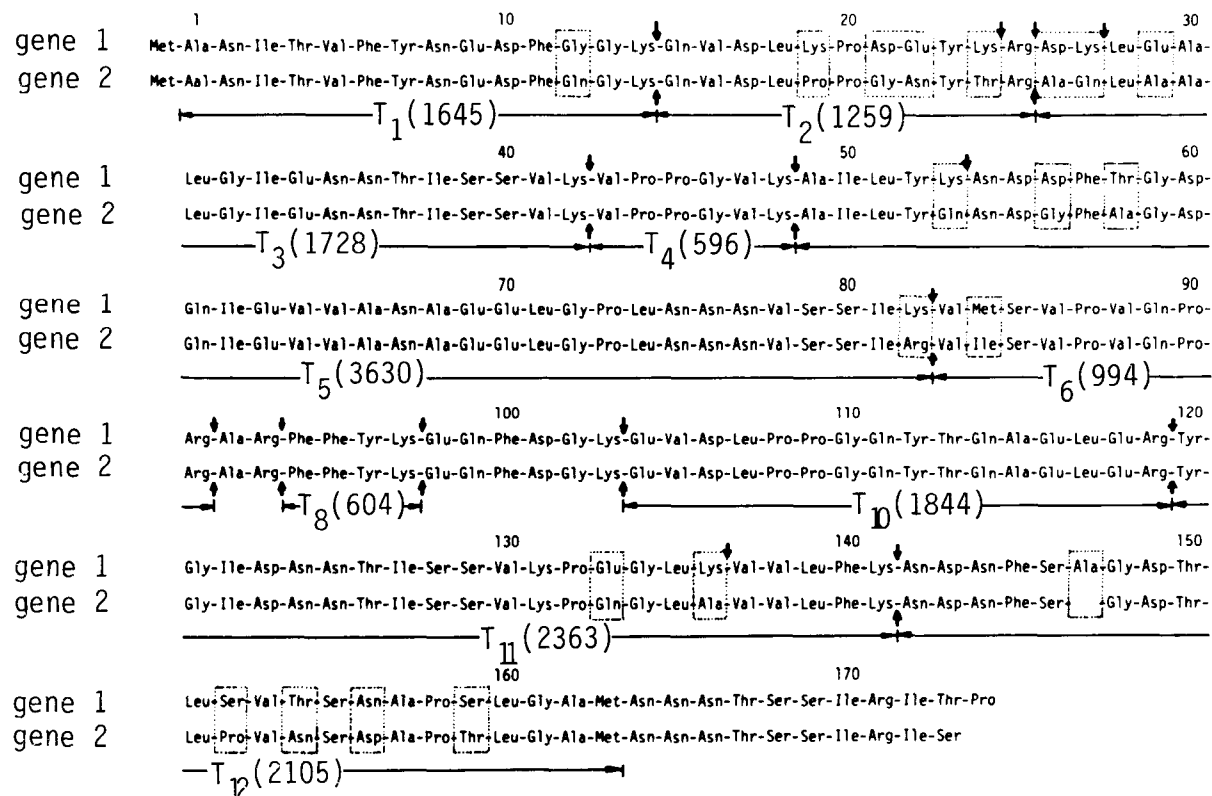 1 10 20 30
gene 1 Met-Ala-Asn-Ile-Thr-Val-Phe-Tyr-Asn-Glu-Asp-Phe-Gly-Gly-Lys-Gln-Val-Asp-Leu-Lys-Pro-Asp-Glu-Tyr-Lys-Arg-Asp-Lys-Leu-Glu-Ala-
gene 2 Met-Aal-Asn-Ile-Thr-Val-Phe-Tyr-Asn-Glu-Asp-Phe-Gln-Gly-Lys-Gln-Val-Asp-Leu-Pro-Pro-Gly-Asn-Tyr-Thr-Arg-Ala-Gln-Leu-Ala-Ala-
T1(1645) T2(1259)
40 50 60
gene 1 Leu-Gly-Ile-Glu-Asn-Asn-Thr-Ile-Ser-Ser-Val-Lys-Val-Pro-Pro-Gly-Val-Lys-Ala-Ile-Leu-Tyr-Lys-Asn-Asp-Asp-Phe-Thr-Gly-Asp-
gene 2 Leu-Gly-Ile-Glu-Asn-Asn-Thr-Ile-Ser-Ser-Val-Lys-Val-Pro-Pro-Gly-Val-Lys-Ala-Ile-Leu-Tyr-Gln-Asn-Asp-Gly-Phe-Ala-Gly-Asp-
T3(1728) T4(596)
70 80 90
gene 1 Gln-Ile-Glu-Val-Val-Ala-Asn-Ala-Glu-Glu-Leu-Gly-Pro-Leu-Asn-Asn-Asn-Val-Ser-Ser-Ile-Lys-Val-Met-Ser-Val-Pro-Val-Gln-Pro-
gene 2 Gln-Ile-Glu-Val-Val-Ala-Asn-Ala-Glu-Glu-Leu-Gly-Pro-Leu-Asn-Asn-Asn-Val-Ser-Ser-Ile-Arg-Val-Ile-Ser-Val-Pro-Val-Gln-Pro-
T5(3630) T6(994)
100 110 120
gene 1 Arg-Ala-Arg-Phe-Phe-Tyr-Lys-Glu-Gln-Phe-Asp-Gly-Lys-Glu-Val-Asp-Leu-Pro-Pro-Gly-Gln-Tyr-Thr-Gln-Ala-Glu-Leu-Glu-Arg-Tyr-
gene 2 Arg-Ala-Arg-Phe-Phe-Tyr-Lys-Glu-Gln-Phe-Asp-Gly-Lys-Glu-Val-Asp-Leu-Pro-Pro-Gly-Gln-Tyr-Thr-Gln-Ala-Glu-Leu-Glu-Arg-Tyr-
T8(604) T10(1844)
130 140 150
gene 1 Gly-Ile-Asp-Asn-Asn-Thr-Ile-Ser-Ser-Val-Lys-Pro-Glu-Gly-Leu-Lys-Val-Val-Leu-Phe-Lys-Asn-Asp-Asn-Phe-Ser-Ala-Gly-Asp-Thr-
gene 2 Gly-Ile-Asp-Asn-Asn-Thr-Ile-Ser-Ser-Val-Lys-Pro-Gln-Gly-Leu-Ala-Val-Val-Leu-Phe-Lys-Asn-Asp-Asn-Phe-Ser- -Gly-Asp-Thr-
T11(2363)
160 170
gene 1 Leu-Ser-Val-Thr-Ser-Asn-Ala-Pro-Ser-Leu-Gly-Ala-Met-Asn-Asn-Asn-Thr-Ser-Ser-Ile-Arg-Ile-Thr-Pro
gene 2 Leu-Pro-Val-Asn-Ser-Asp-Ala-Pro-Thr-Leu-Gly-Ala-Met-Asn-Asn-Asn-Thr-Ser-Ser-Ile-Arg-Ile-Ser
T12(2105)